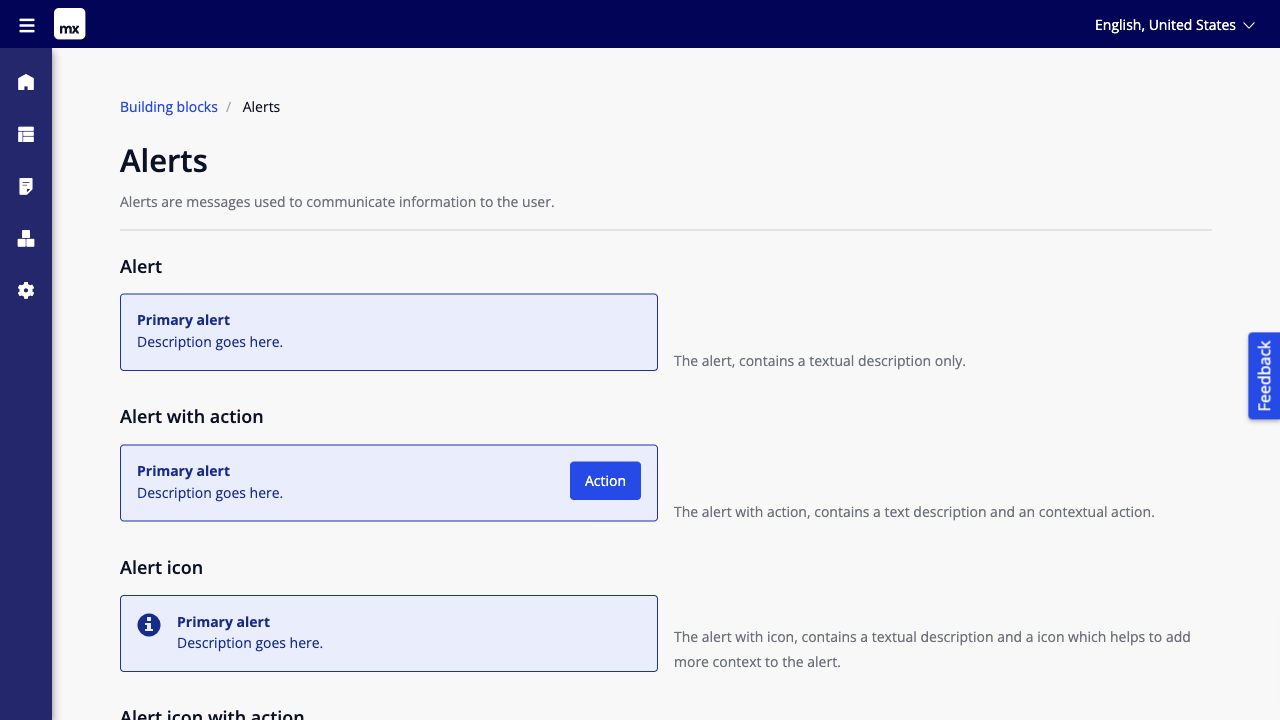 mx
English, United States
Building blocks / Alerts
Alerts
Alerts are messages used to communicate information to the user.
Alert
Primary alert
Description goes here.
The alert, contains a textual description only.
Feedback
Alert with action
Primary alert
Description goes here.
Action
The alert with action, contains a text description and an contextual action.
Alert icon
Primary alert
Description goes here.
The alert with icon, contains a textual description and a icon which helps to add
more context to the alert.
Alert icon with action